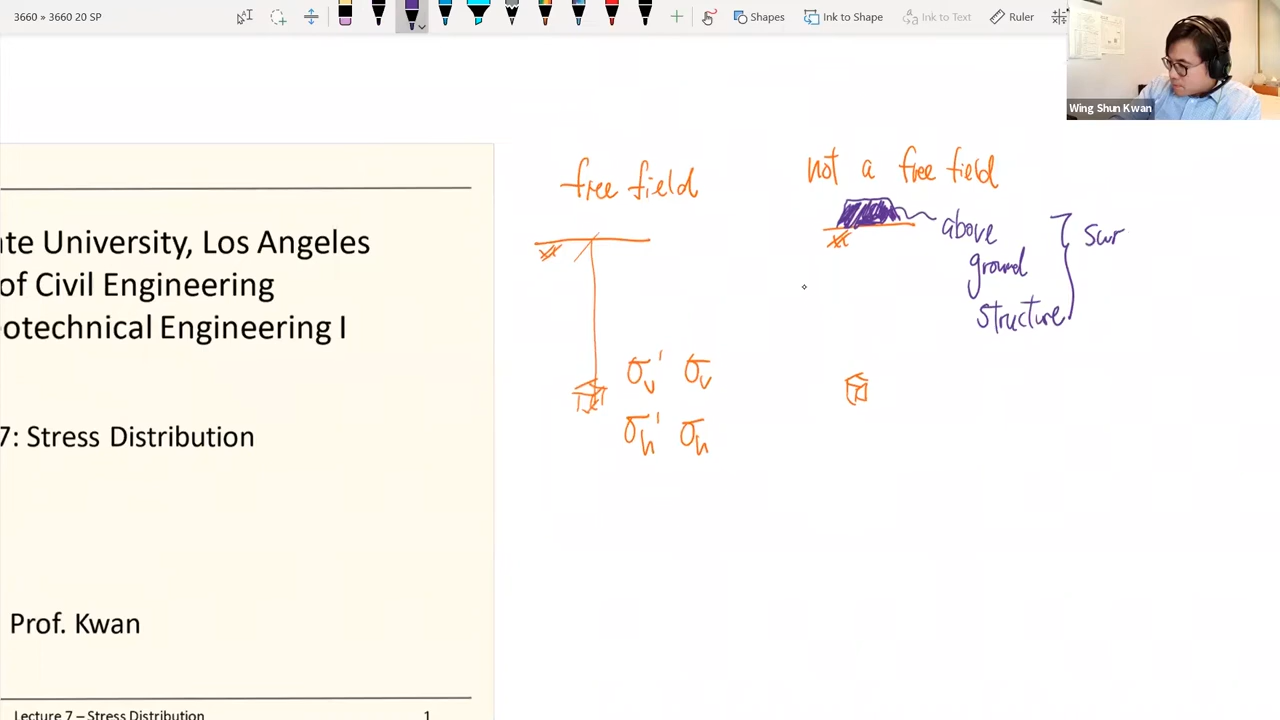 3660 » 3660 20 SP
Shapes
Ink to Shape
Ink to Text
Ruler
Wing Shun Kwan
ate University, Los Angeles
of Civil Engineering
eotechnical Engineering I
7: Stress Distribution
Prof. Kwan
Lecture 7 – Stress Distribution
1
free field
σv' σv
σh' σh
not a free field
above
ground
structure
sur